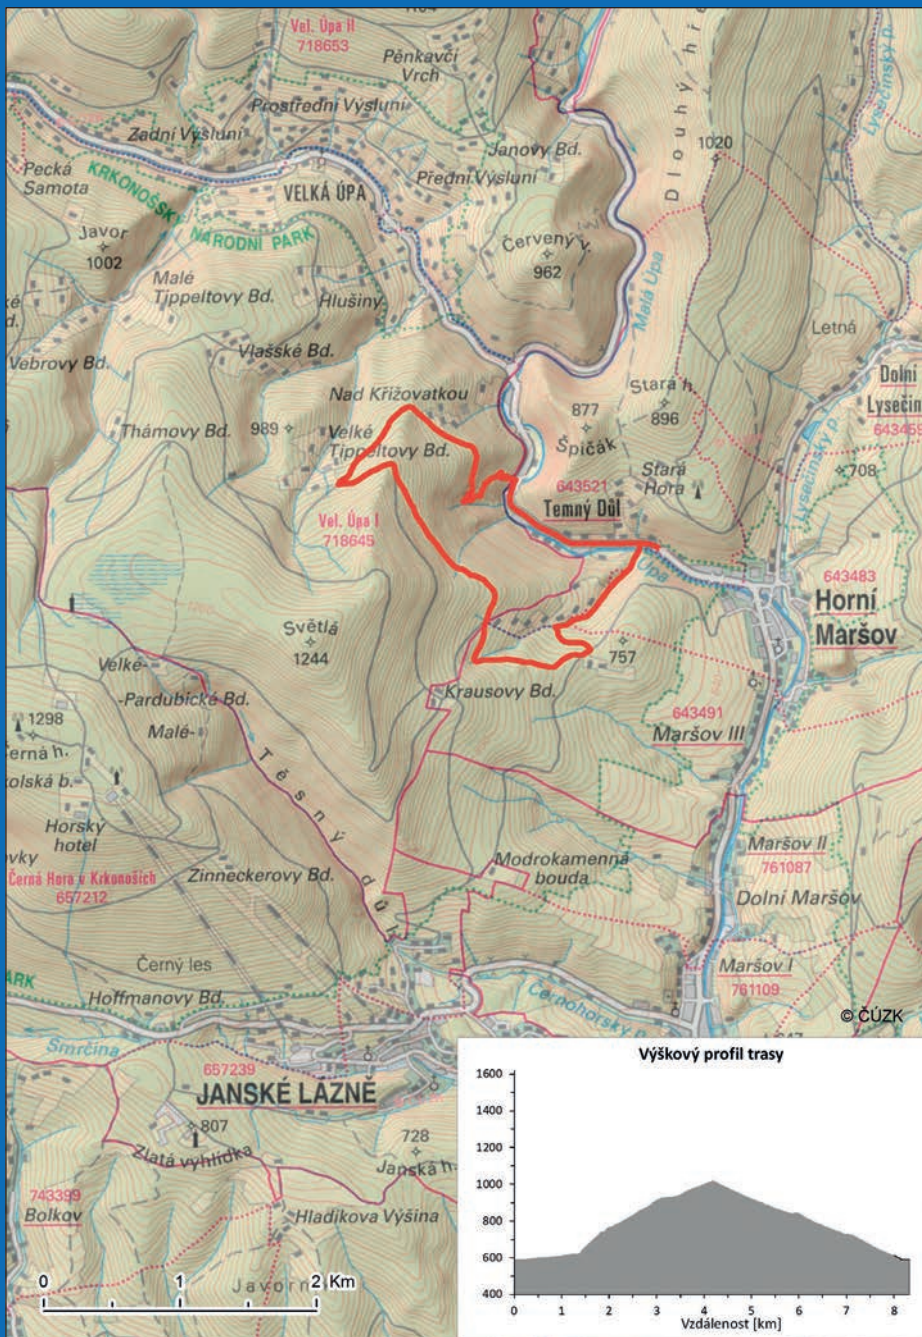 Vel. Úpa II
718653
Pěnkavčí
Vrch
Prostřední Výsluní
Zadní Výsluní
Dlouhý
Lysečinský p.
1020
Janovy Bd.
Přední Výsluní
Pecká
Samota
VELKÁ ÚPA
KRKONOŠSKÝ
NÁRODNÍ PARK
Javor
1002
Červený v.
962
Malá Úpa
Malé
Tippeltovy Bd.
Hlušiny
Letná
Vlašské Bd.
Vebrovy Bd.
Dolní
Lysečin
Nad Křižovatkou
Stará h.
896
877
Špičák
989
Thámovy Bd.
Velké
Tippeltovy Bd.
708
Stará
Hora
643521
Temný Důl
Lysečinský p.
Vel. Úpa I
718645
Úpa
643483
Horní
Maršov
Světlá
1244
757
Velké-
-Pardubické Bd.
Malé-
Krausovy Bd.
643491
Maršov III
1298
Těsný důl
Horský
hotel
Modrokamenná
bouda
Maršov II
761087
Černá Hora v Krkonoších
657212
Zinneckerovy Bd.
Dolní Maršov
Černý les
Maršov I
761109
ARK
Hoffmanovy Bd.
Černohorský p.
© ČÚZK
Smrčina
657239
JANSKÉ LÁZNĚ
807
Zlatá vyhlídka
728
Janská h.
743399
Bolkov
Hladíkova Výšina
Javorn
0 1 2 Km
Výškový profil trasy
1600
1400
1200
1000
800
600
400
0 1 2 3 4 5 6 7 8
Vzdálenost [km]